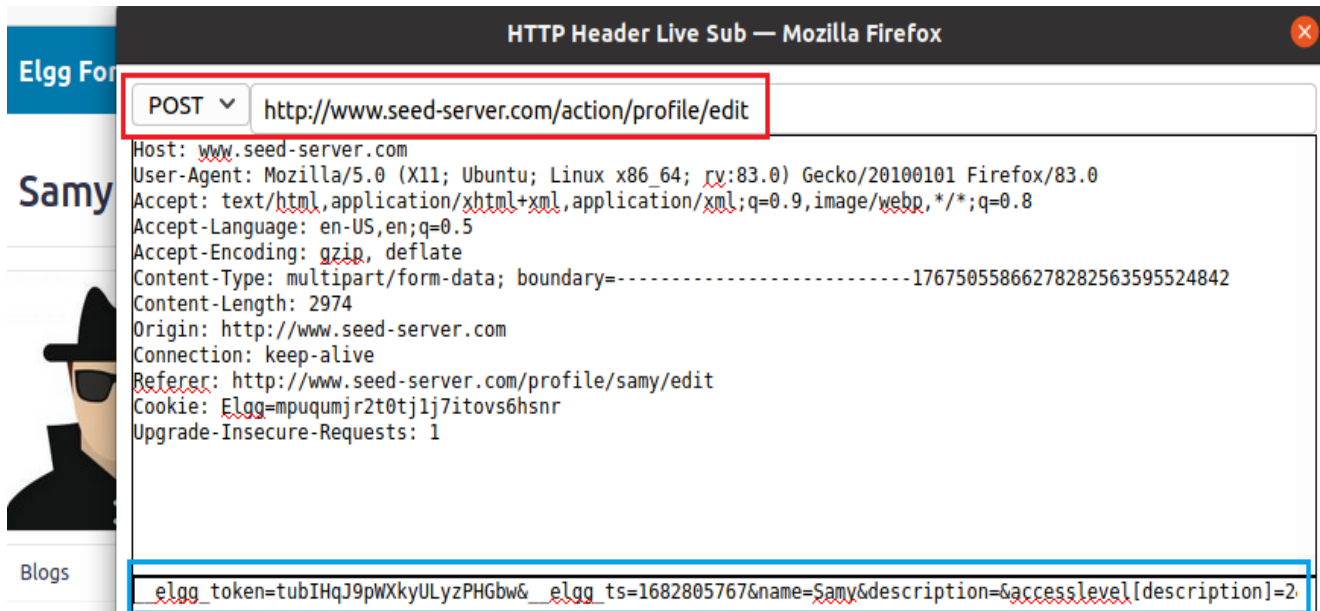 HTTP Header Live Sub — Mozilla Firefox
Elgg For
POST http://www.seed-server.com/action/profile/edit
Host: www.seed-server.com
User-Agent: Mozilla/5.0 (X11; Ubuntu; Linux x86_64; rv:83.0) Gecko/20100101 Firefox/83.0
Samy
Accept: text/html,application/xhtml+xml,application/xml;q=0.9,image/webp,*/*;q=0.8
Accept-Language: en-US,en;q=0.5
Accept-Encoding: gzip, deflate
Content-Type: multipart/form-data; boundary=---------------------------17675055866278282563595524842
Content-Length: 2974
Origin: http://www.seed-server.com
Connection: keep-alive
Referer: http://www.seed-server.com/profile/samy/edit
Cookie: Elgg=mpuqumjr2t0tj1j7itovs6hsnr
Upgrade-Insecure-Requests: 1
Blogs
__elgg_token=tubIHqJ9pWXkyULyzPHGbw&__elgg_ts=1682805767&name=Samy&description=&accesslevel[description]=2&